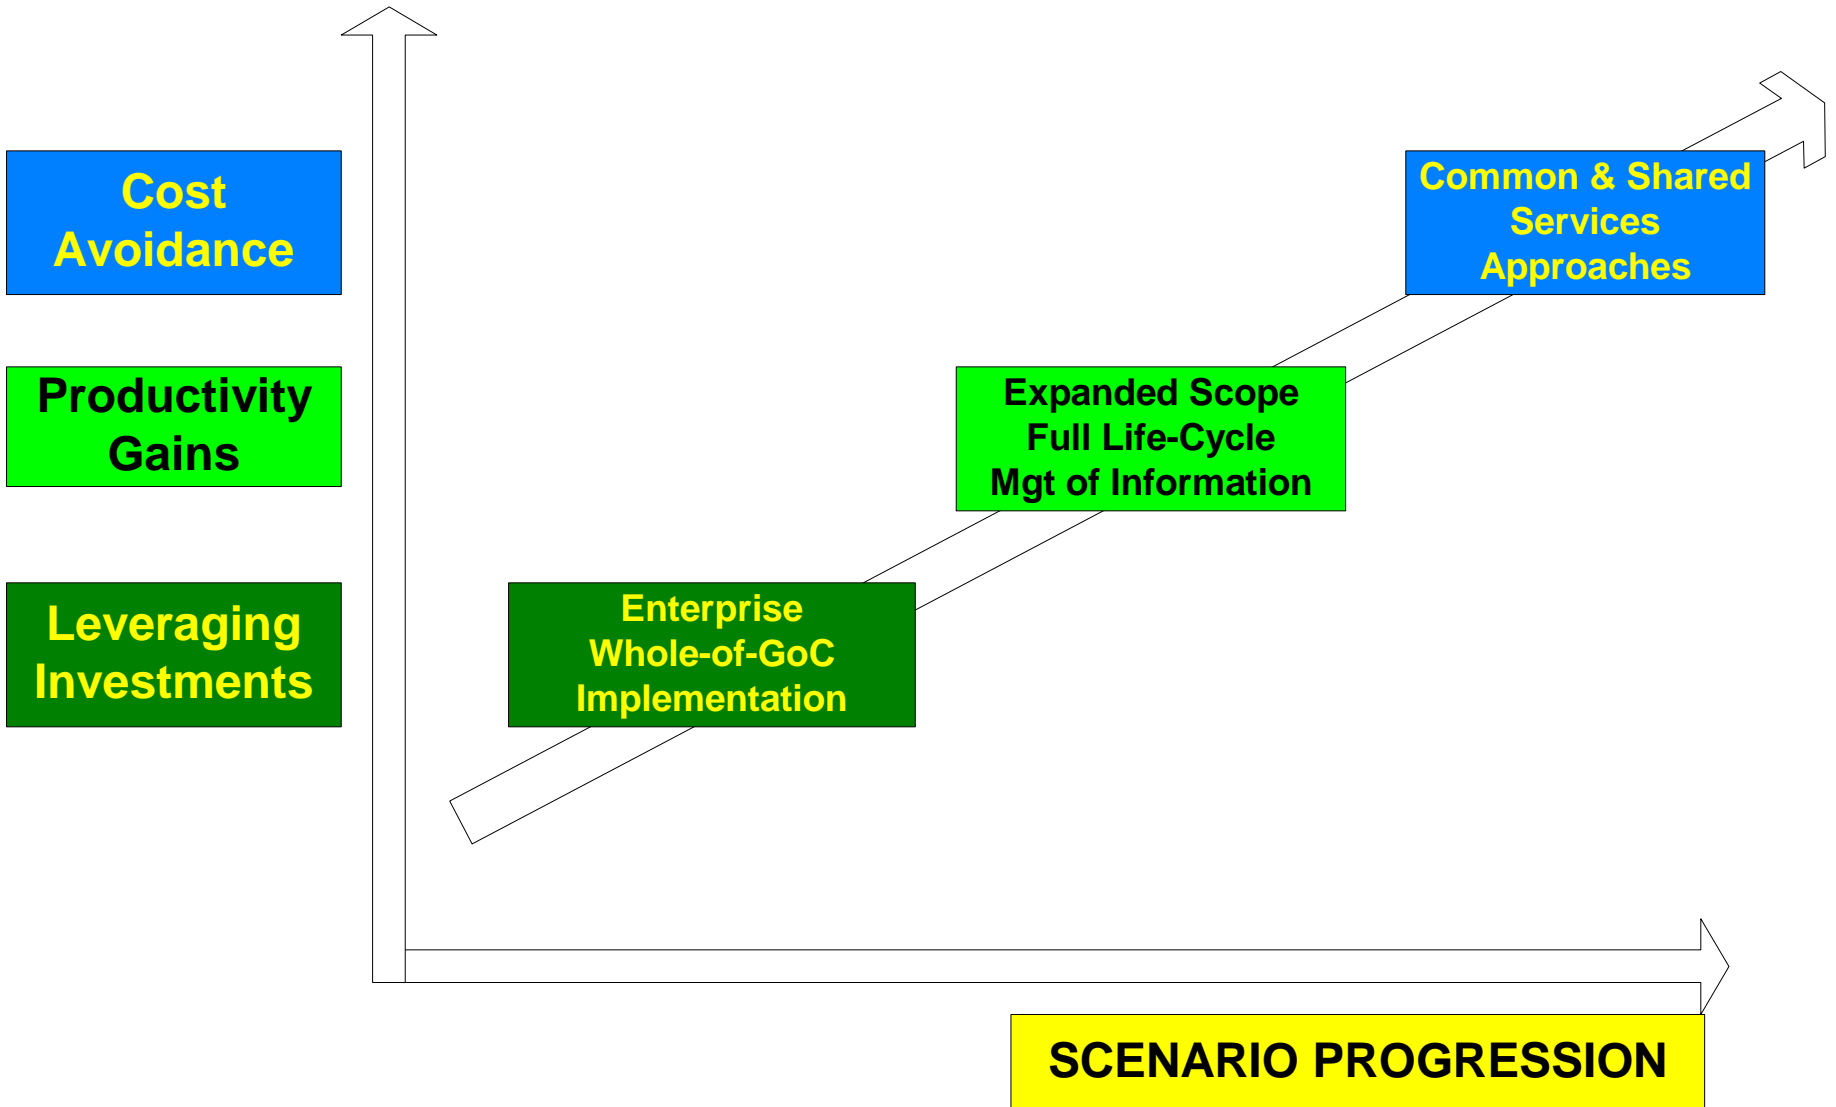 Cost
Avoidance
Common & Shared
Services
Approaches
Productivity
Gains
Expanded Scope
Full Life-Cycle
Mgt of Information
Leveraging
Investments
Enterprise
Whole-of-GoC
Implementation
SCENARIO PROGRESSION